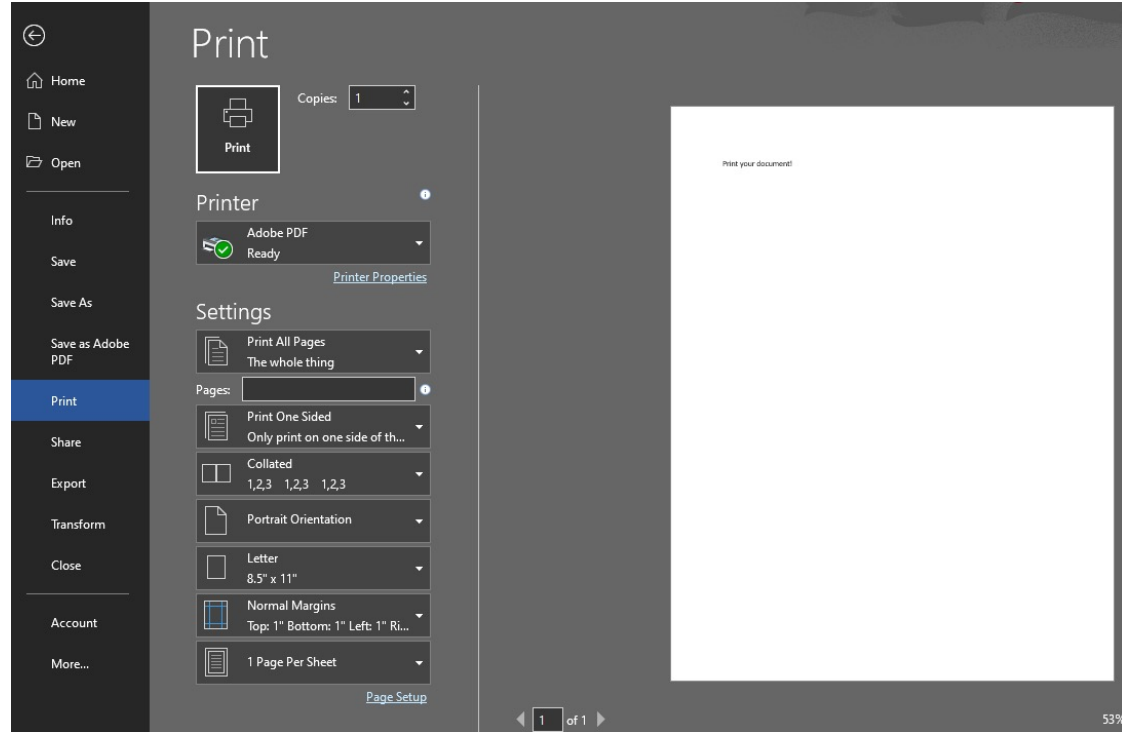 Print
Home
New
Open
Info
Save
Save As
Save as Adobe
PDF
Print
Share
Export
Transform
Close
Account
More...
Print
Copies: 1
Printer
Adobe PDF
Ready
Printer Properties
Settings
Print All Pages
The whole thing
Pages:
Print One Sided
Only print on one side of th...
Collated
1,2,3 1,2,3 1,2,3
Portrait Orientation
Letter
8.5" x 11"
Normal Margins
Top: 1" Bottom: 1" Left: 1" Ri...
1 Page Per Sheet
Page Setup
Print your document!
1 of 1
53%